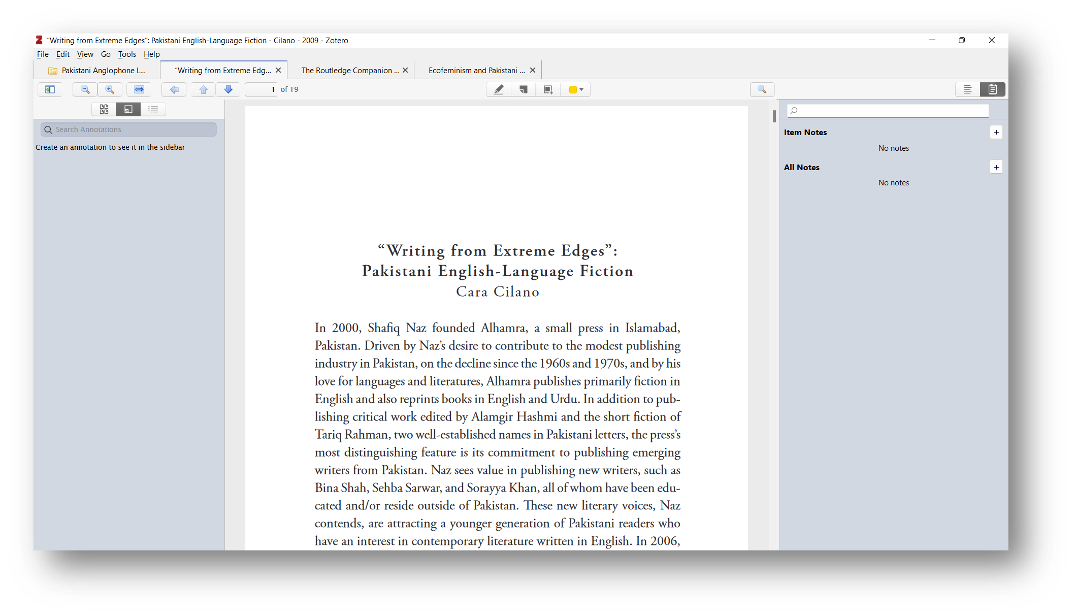 "Writing from Extreme Edges": Pakistani English-Language Fiction - Cilano - 2009 - Zotero
File Edit View Go Tools Help
Pakistani Anglophone l... "Writing from Extreme Edg... The Routledge Companion ... Ecofeminism and Pakistani ...
1 of 19
Search Annotations
Create an annotation to see it in the sidebar
“Writing from Extreme Edges”:
Pakistani English-Language Fiction
Cara Cilano
In 2000, Shafiq Naz founded Alhamra, a small press in Islamabad,
Pakistan. Driven by Naz’s desire to contribute to the modest publishing
industry in Pakistan, on the decline since the 1960s and 1970s, and by his
love for languages and literatures, Alhamra publishes primarily fiction in
English and also reprints books in English and Urdu. In addition to pub-
lishing critical work edited by Alamgir Hashmi and the short fiction of
Tariq Rahman, two well-established names in Pakistani letters, the press’s
most distinguishing feature is its commitment to publishing emerging
writers from Pakistan. Naz sees value in publishing new writers, such as
Bina Shah, Sehba Sarwar, and Sorayya Khan, all of whom have been edu-
cated and/or reside outside of Pakistan. These new literary voices, Naz
contends, are attracting a younger generation of Pakistani readers who
have an interest in contemporary literature written in English. In 2006,
Item Notes
No notes
All Notes
No notes